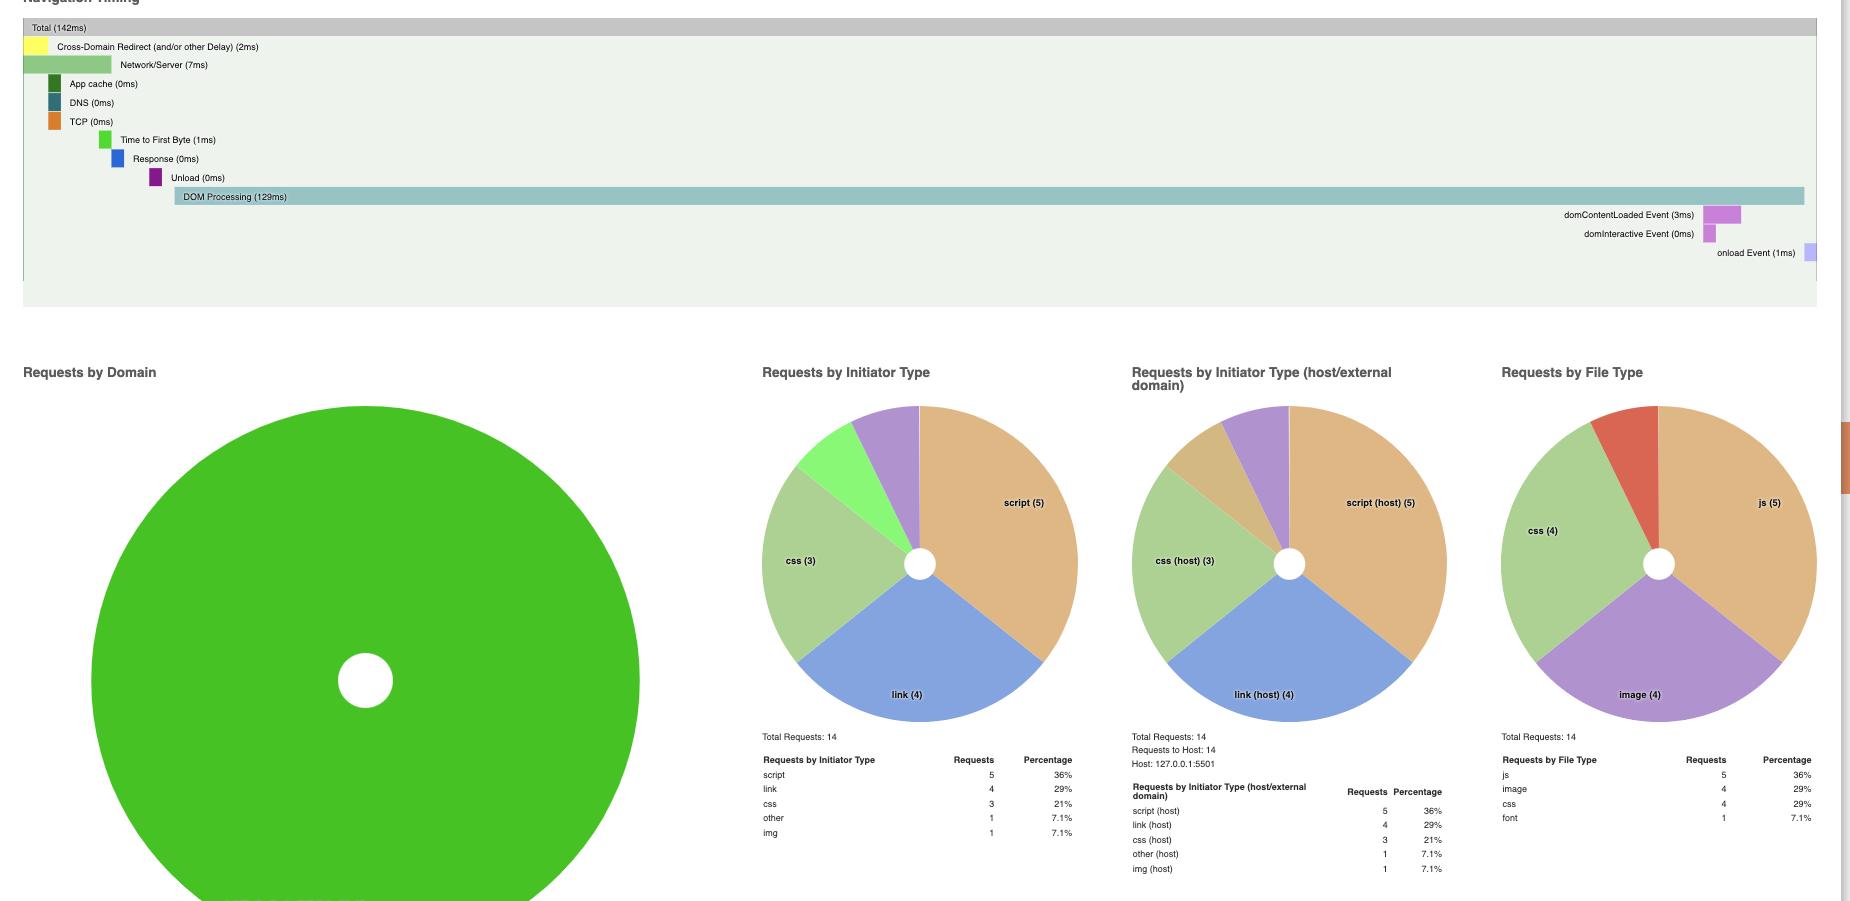 Navigation Timing
Total (142ms)
Cross-Domain Redirect (and/or other Delay) (2ms)
Network/Server (7ms)
App cache (0ms)
DNS (0ms)
TCP (0ms)
Time to First Byte (1ms)
Response (0ms)
Unload (0ms)
DOM Processing (129ms)
domContentLoaded Event (3ms)
domInteractive Event (0ms)
onload Event (1ms)
Requests by Domain
Requests by Initiator Type
script (5)
css (3)
link (4)
Total Requests: 14
Requests by Initiator Type Requests Percentage
script 5 36%
link 4 29%
css 3 21%
other 1 7.1%
img 1 7.1%
Requests by Initiator Type (host/external
domain)
script (host) (5)
css (host) (3)
link (host) (4)
Total Requests: 14
Requests to Host: 14
Host: 127.0.0.1:5501
Requests by Initiator Type (host/external
domain) Requests Percentage
script (host) 5 36%
link (host) 4 29%
css (host) 3 21%
other (host) 1 7.1%
img (host) 1 7.1%
Requests by File Type
js (5)
css (4)
image (4)
Total Requests: 14
Requests by File Type Requests Percentage
js 5 36%
image 4 29%
css 4 29%
font 1 7.1%